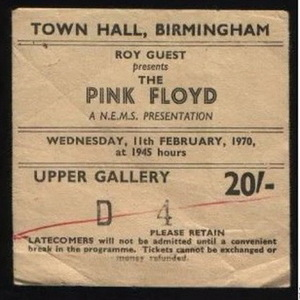 TOWN HALL, BIRMINGHAM
ROY GUEST
presents
THE
PINK FLOYD
A N.E.M.S. PRESENTATION
WEDNESDAY, 11th FEBRUARY, 1970,
at 1945 hours
UPPER GALLERY 20/-
D 4
PLEASE RETAIN
LATECOMERS will not be admitted until a convenient
break in the programme. Tickets cannot be exchanged or
money refunded.